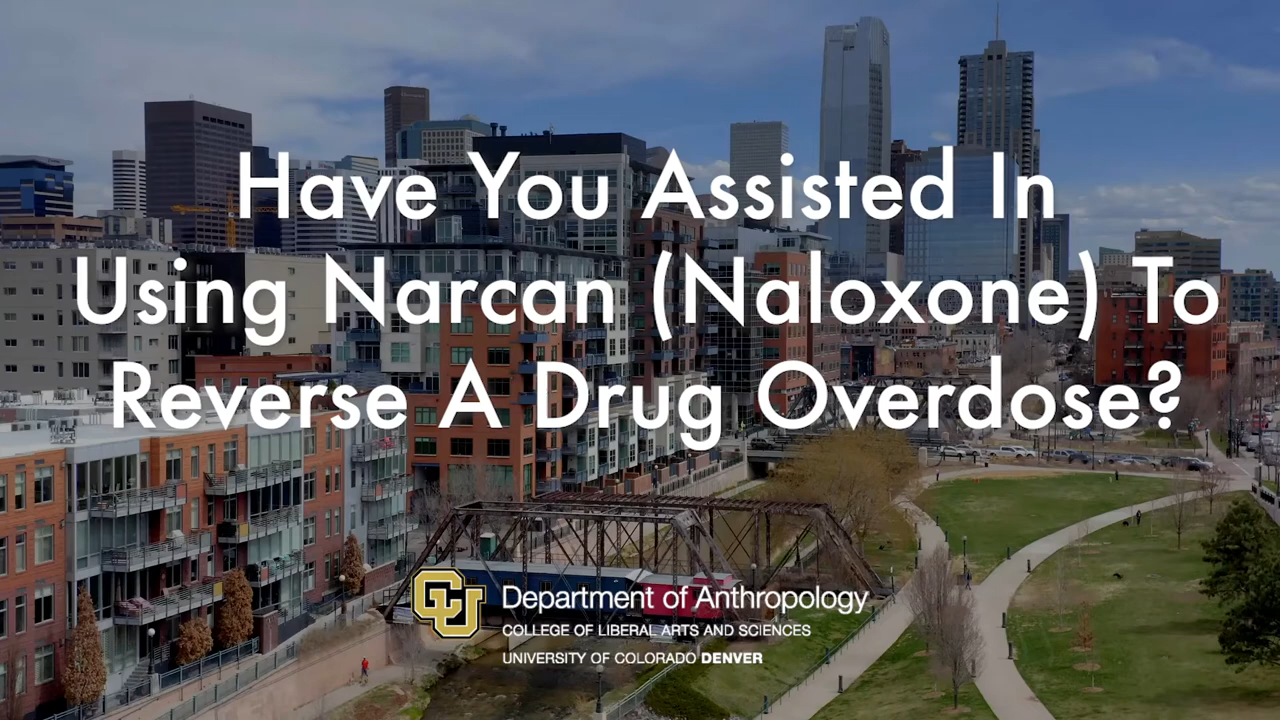 Have You Assisted In
Using Narcan (Naloxone) To
Reverse A Drug Overdose?
CU
Department of Anthropology
COLLEGE OF LIBERAL ARTS AND SCIENCES
UNIVERSITY OF COLORADO DENVER